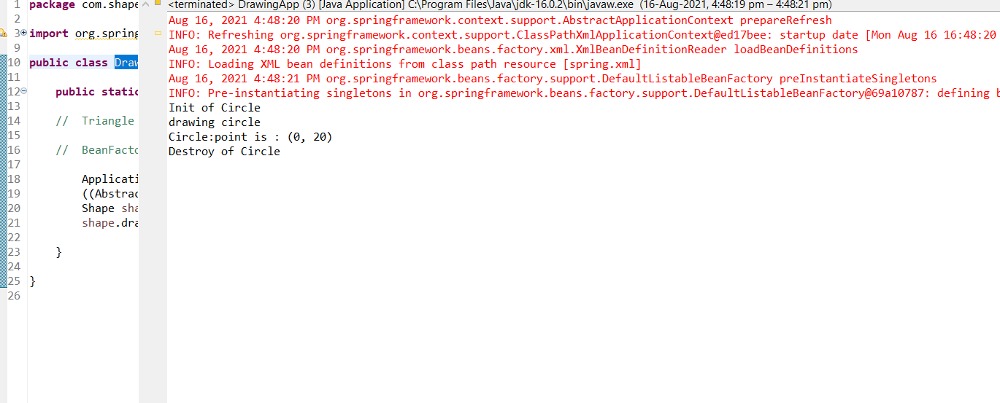 package com.shape
import org.spring
public class Draw
public static
// Triangle
// BeanFacto
Applicati
((Abstrac
Shape sha
shape.dra
}
}
1
2
3
9
10
11
12
13
14
15
16
17
18
19
20
21
22
23
24
25
26
<terminated> DrawingApp (3) [Java Application] C:\Program Files\Java\jdk-16.0.2\bin\javaw.exe (16-Aug-2021, 4:48:19 pm – 4:48:21 pm)
Aug 16, 2021 4:48:20 PM org.springframework.context.support.AbstractApplicationContext prepareRefresh
INFO: Refreshing org.springframework.context.support.ClassPathXmlApplicationContext@ed17bee: startup date [Mon Aug 16 16:48:20
Aug 16, 2021 4:48:20 PM org.springframework.beans.factory.xml.XmlBeanDefinitionReader loadBeanDefinitions
INFO: Loading XML bean definitions from class path resource [spring.xml]
Aug 16, 2021 4:48:21 PM org.springframework.beans.factory.support.DefaultListableBeanFactory preInstantiateSingletons
INFO: Pre-instantiating singletons in org.springframework.beans.factory.support.DefaultListableBeanFactory@69a10787: defining b
Init of Circle
drawing circle
Circle:point is : (0, 20)
Destroy of Circle